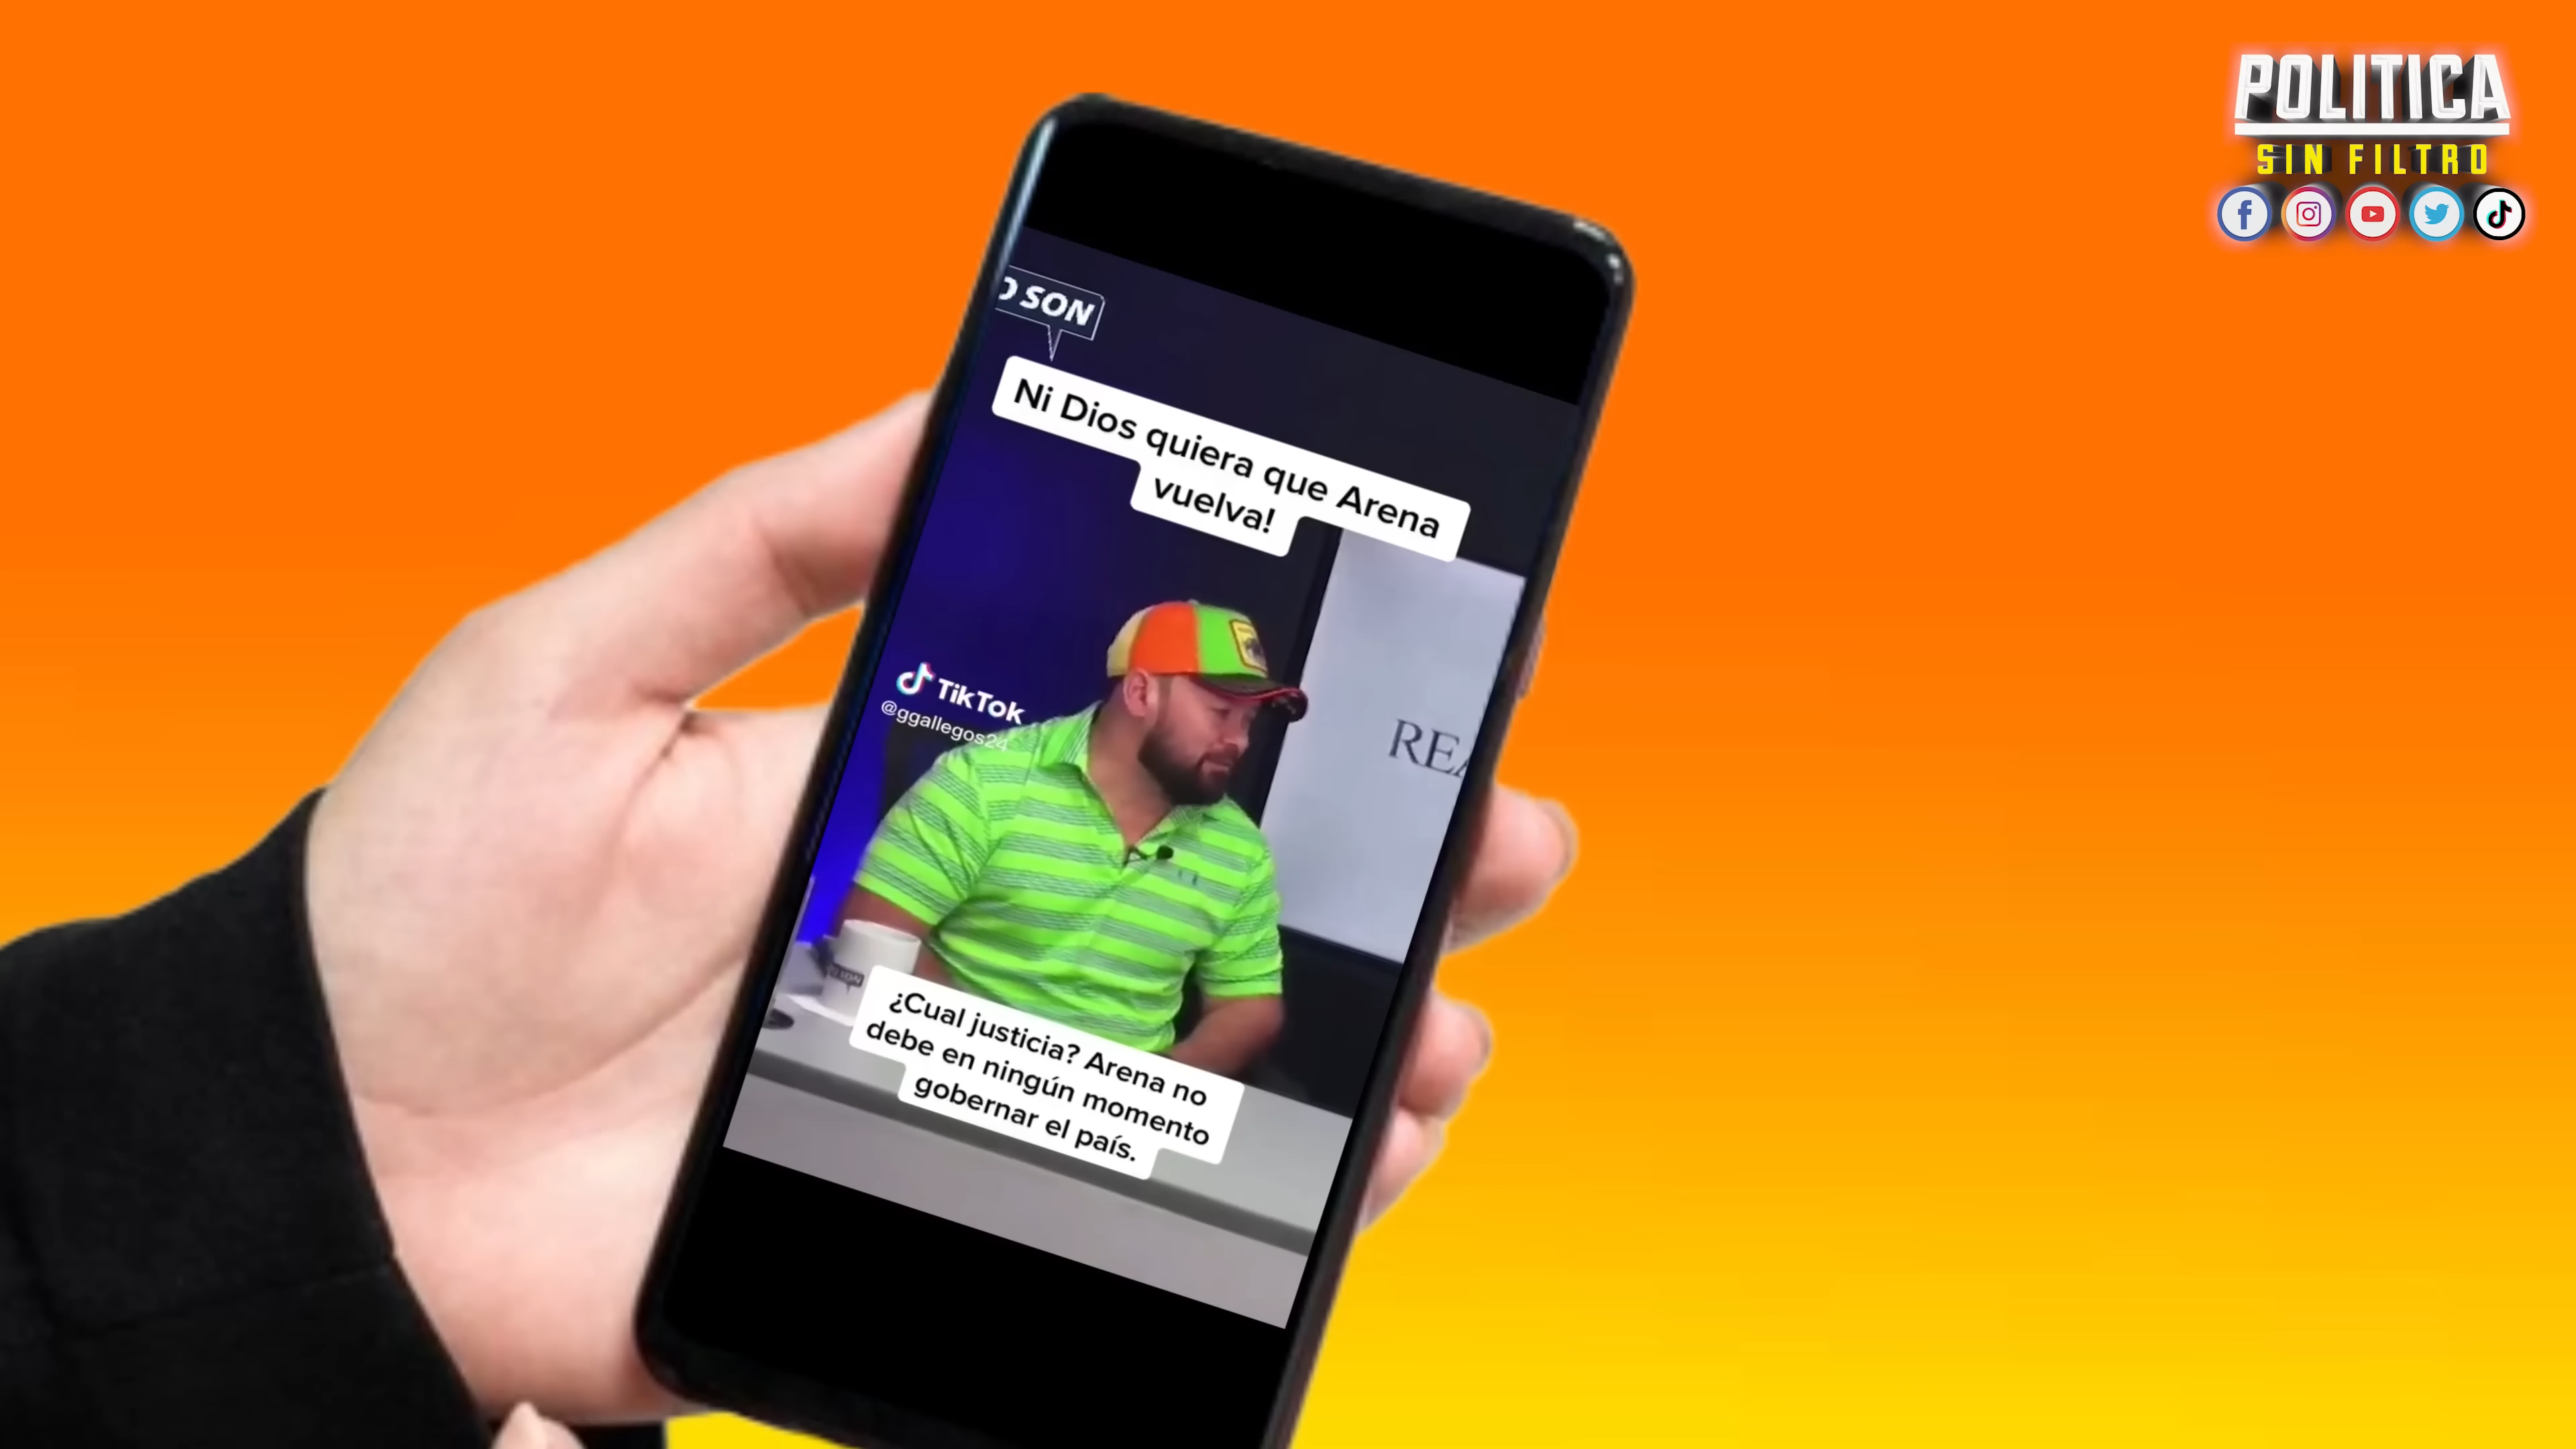 POLITICA
SIN FILTRO
O SON
Ni Dios quiera que Arena
vuelva!
TikTok
@ggallegos24
REA
¿Cual justicia? Arena no
debe en ningún momento
gobernar el país.